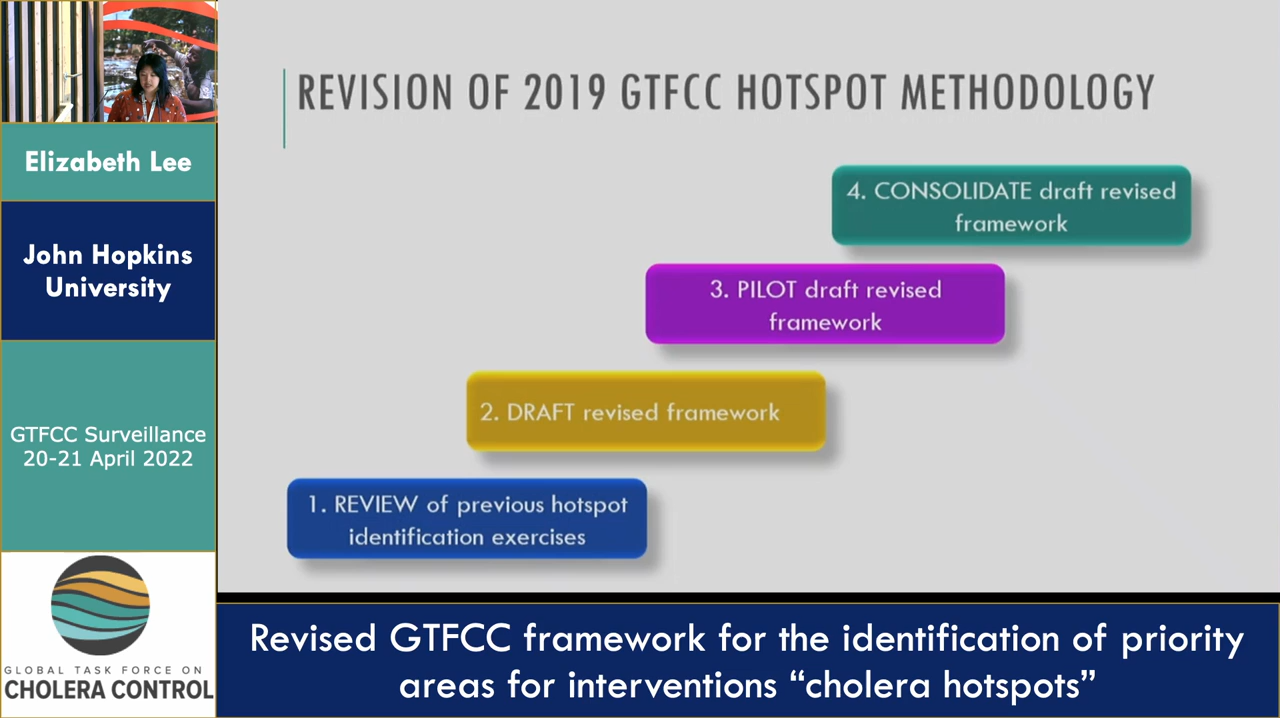 REVISION OF 2019 GTFCC HOTSPOT METHODOLOGY
4. CONSOLIDATE draft revised
framework
3. PILOT draft revised
framework
2. DRAFT revised framework
1. REVIEW of previous hotspot
identification exercises
Elizabeth Lee
John Hopkins
University
GTFCC Surveillance
20-21 April 2022
GLOBAL TASK FORCE ON
CHOLERA CONTROL
Revised GTFCC framework for the identification of priority
areas for interventions “cholera hotspots”